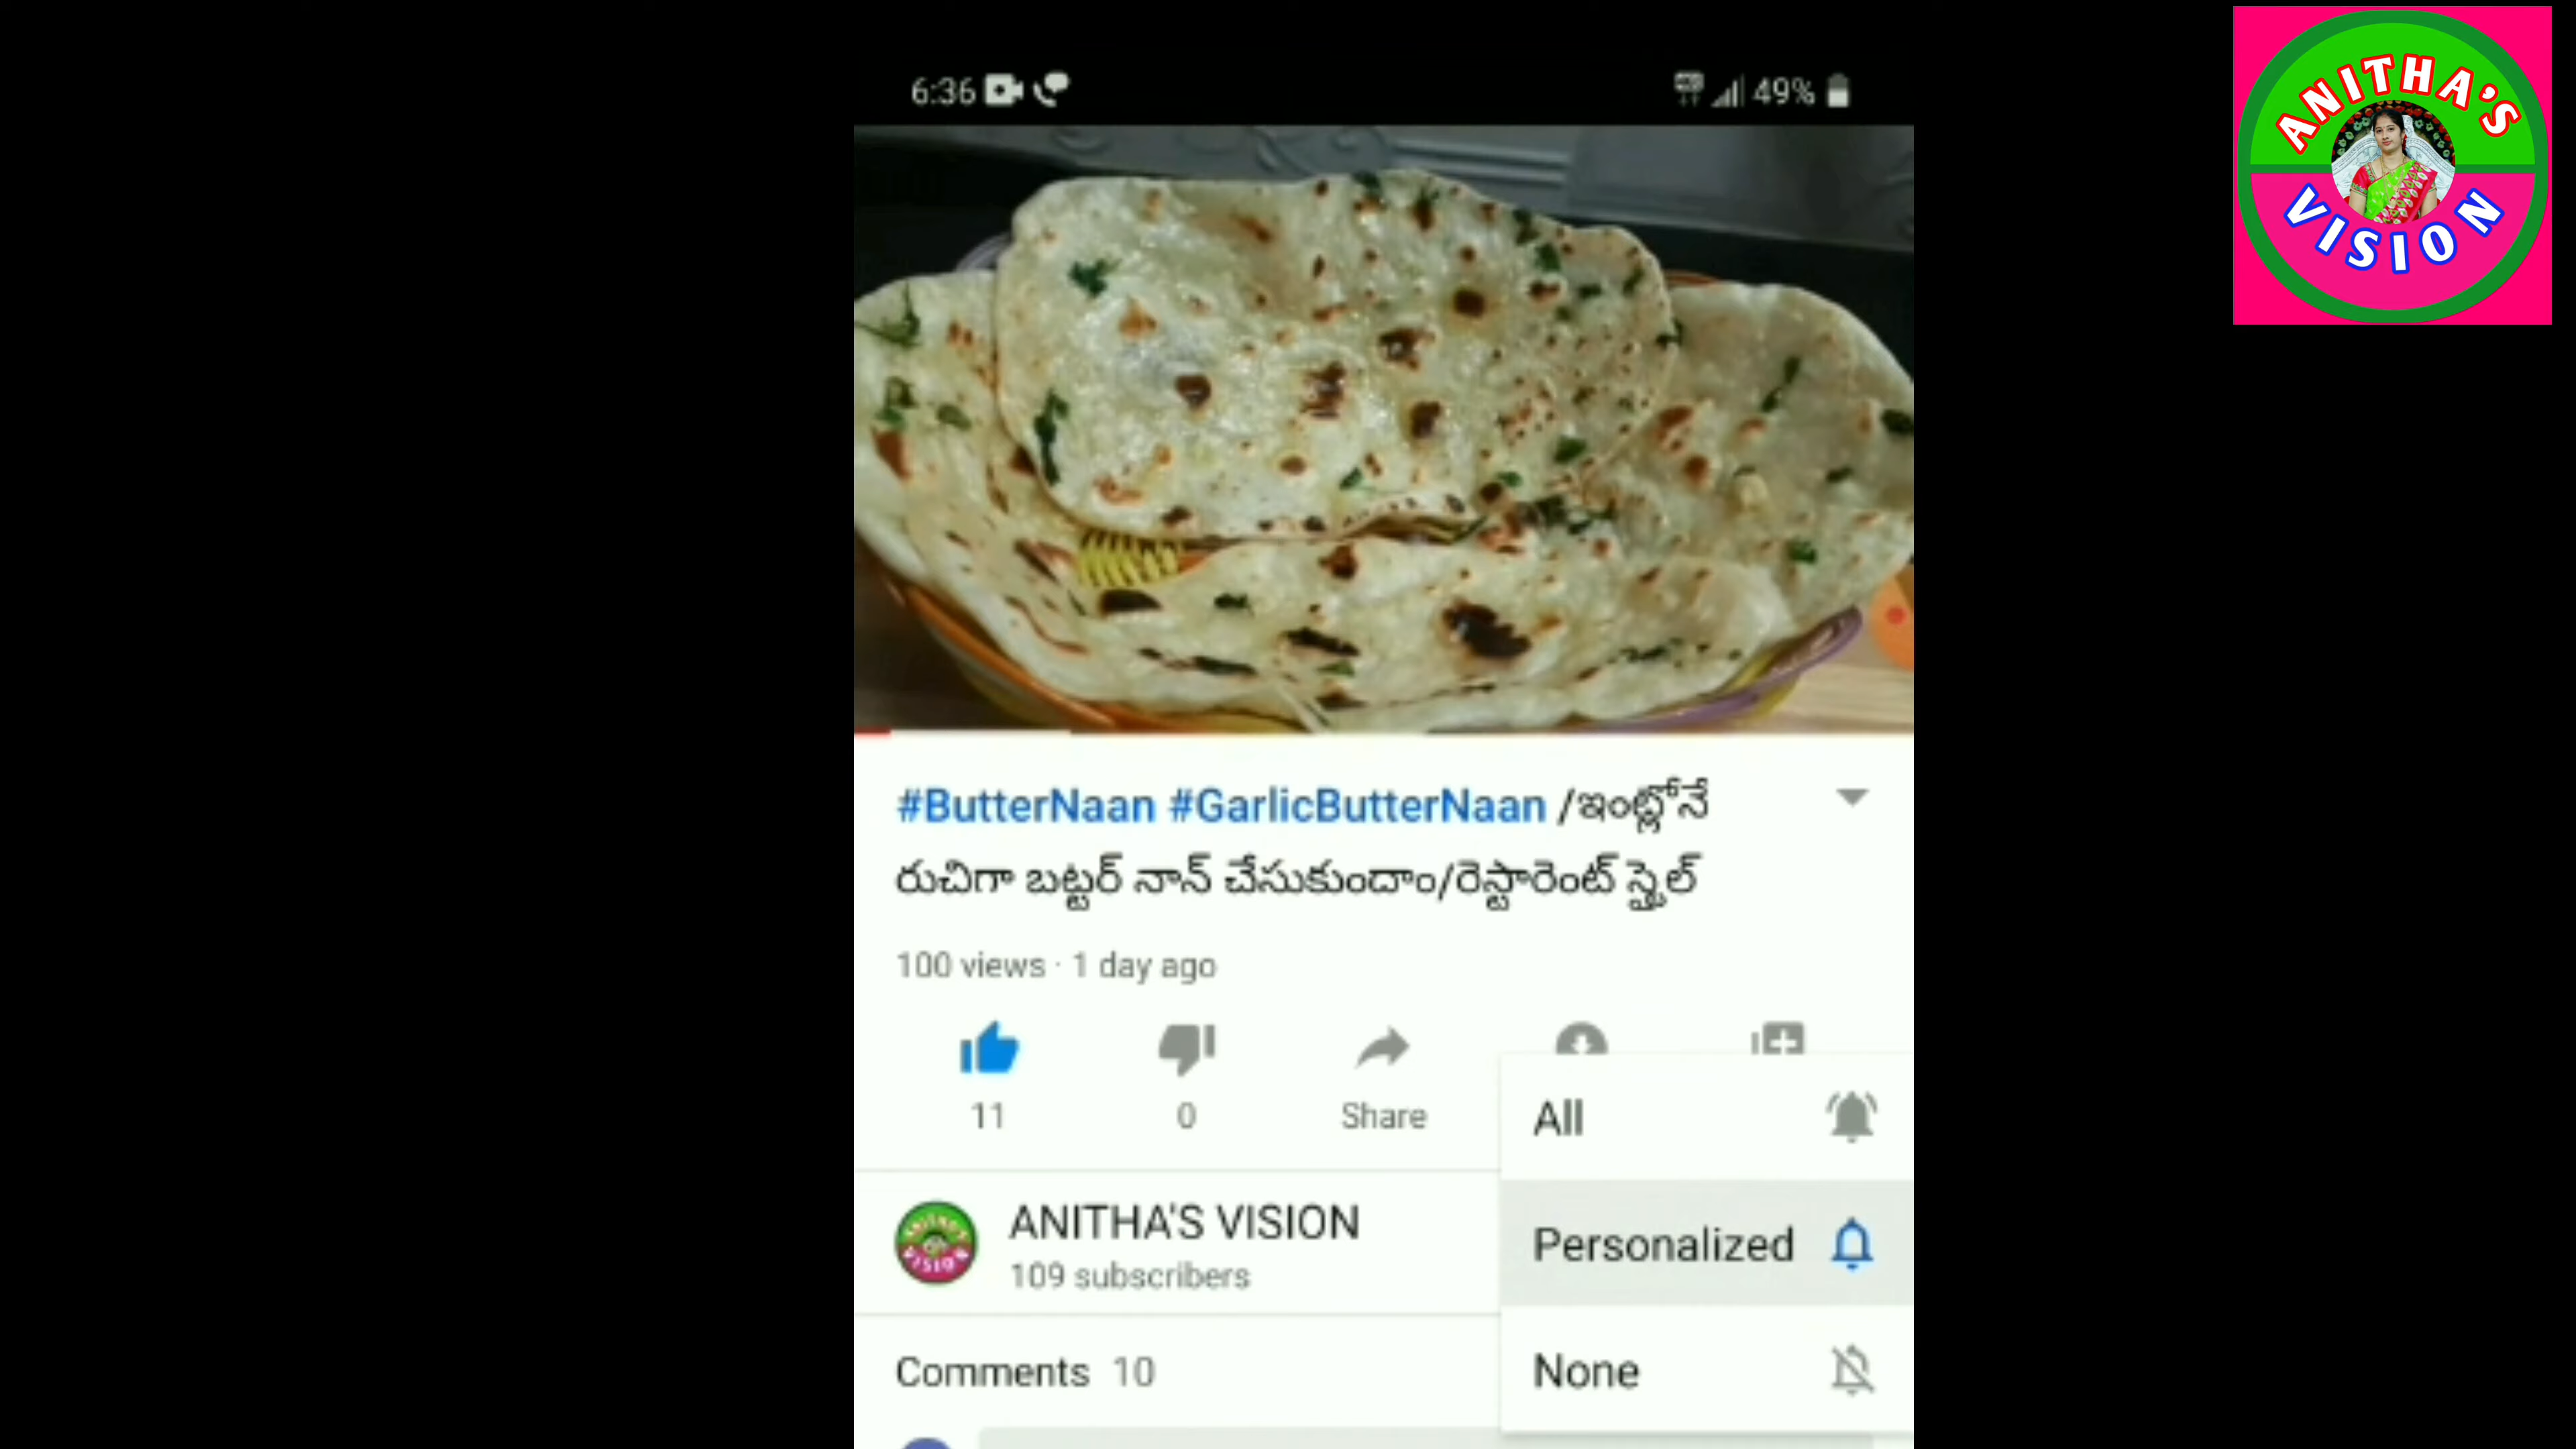 6:36 49%
ANITHA'S
VISION
#ButterNaan #GarlicButterNaan /ఇంట్లోనే
రుచిగా బట్టర్ నాన్ చేసుకుందాం/రెస్టారెంట్ స్టైల్
100 views · 1 day ago
11 0 Share
All
ANITHA'S VISION
109 subscribers
Personalized
Comments 10
None